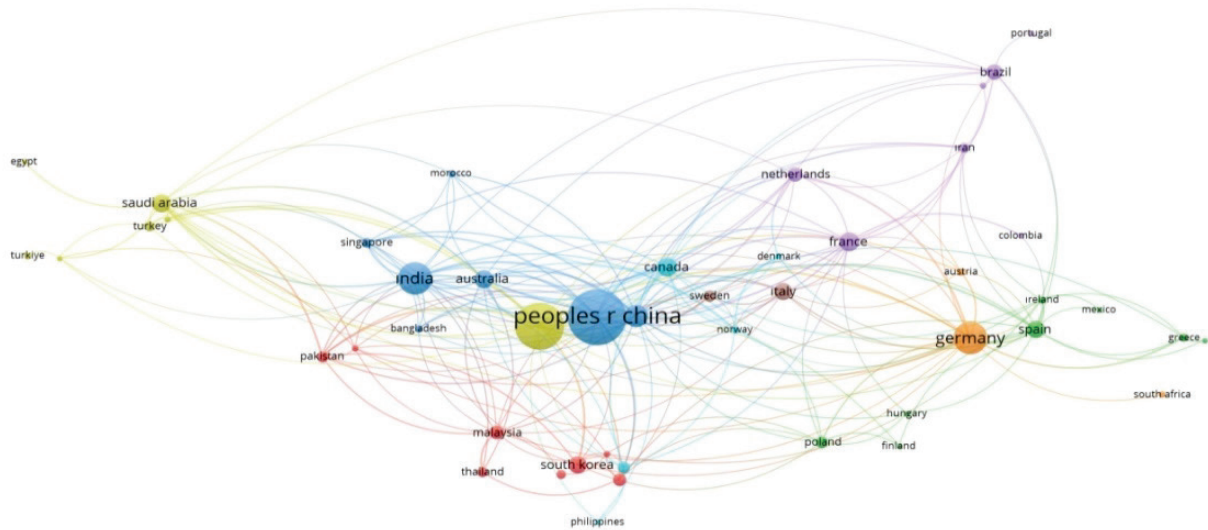 portugal
brazil
iran
egypt
morocco
netherlands
saudi arabia
turkey
singapore
france
colombia
turkiye
denmark
canada
austria
india
australia
sweden
italy
ireland
mexico
peoples r china
bangladesh
norway
germany
spain
greece
pakistan
south africa
hungary
malaysia
poland
finland
thailand
south korea
philippines